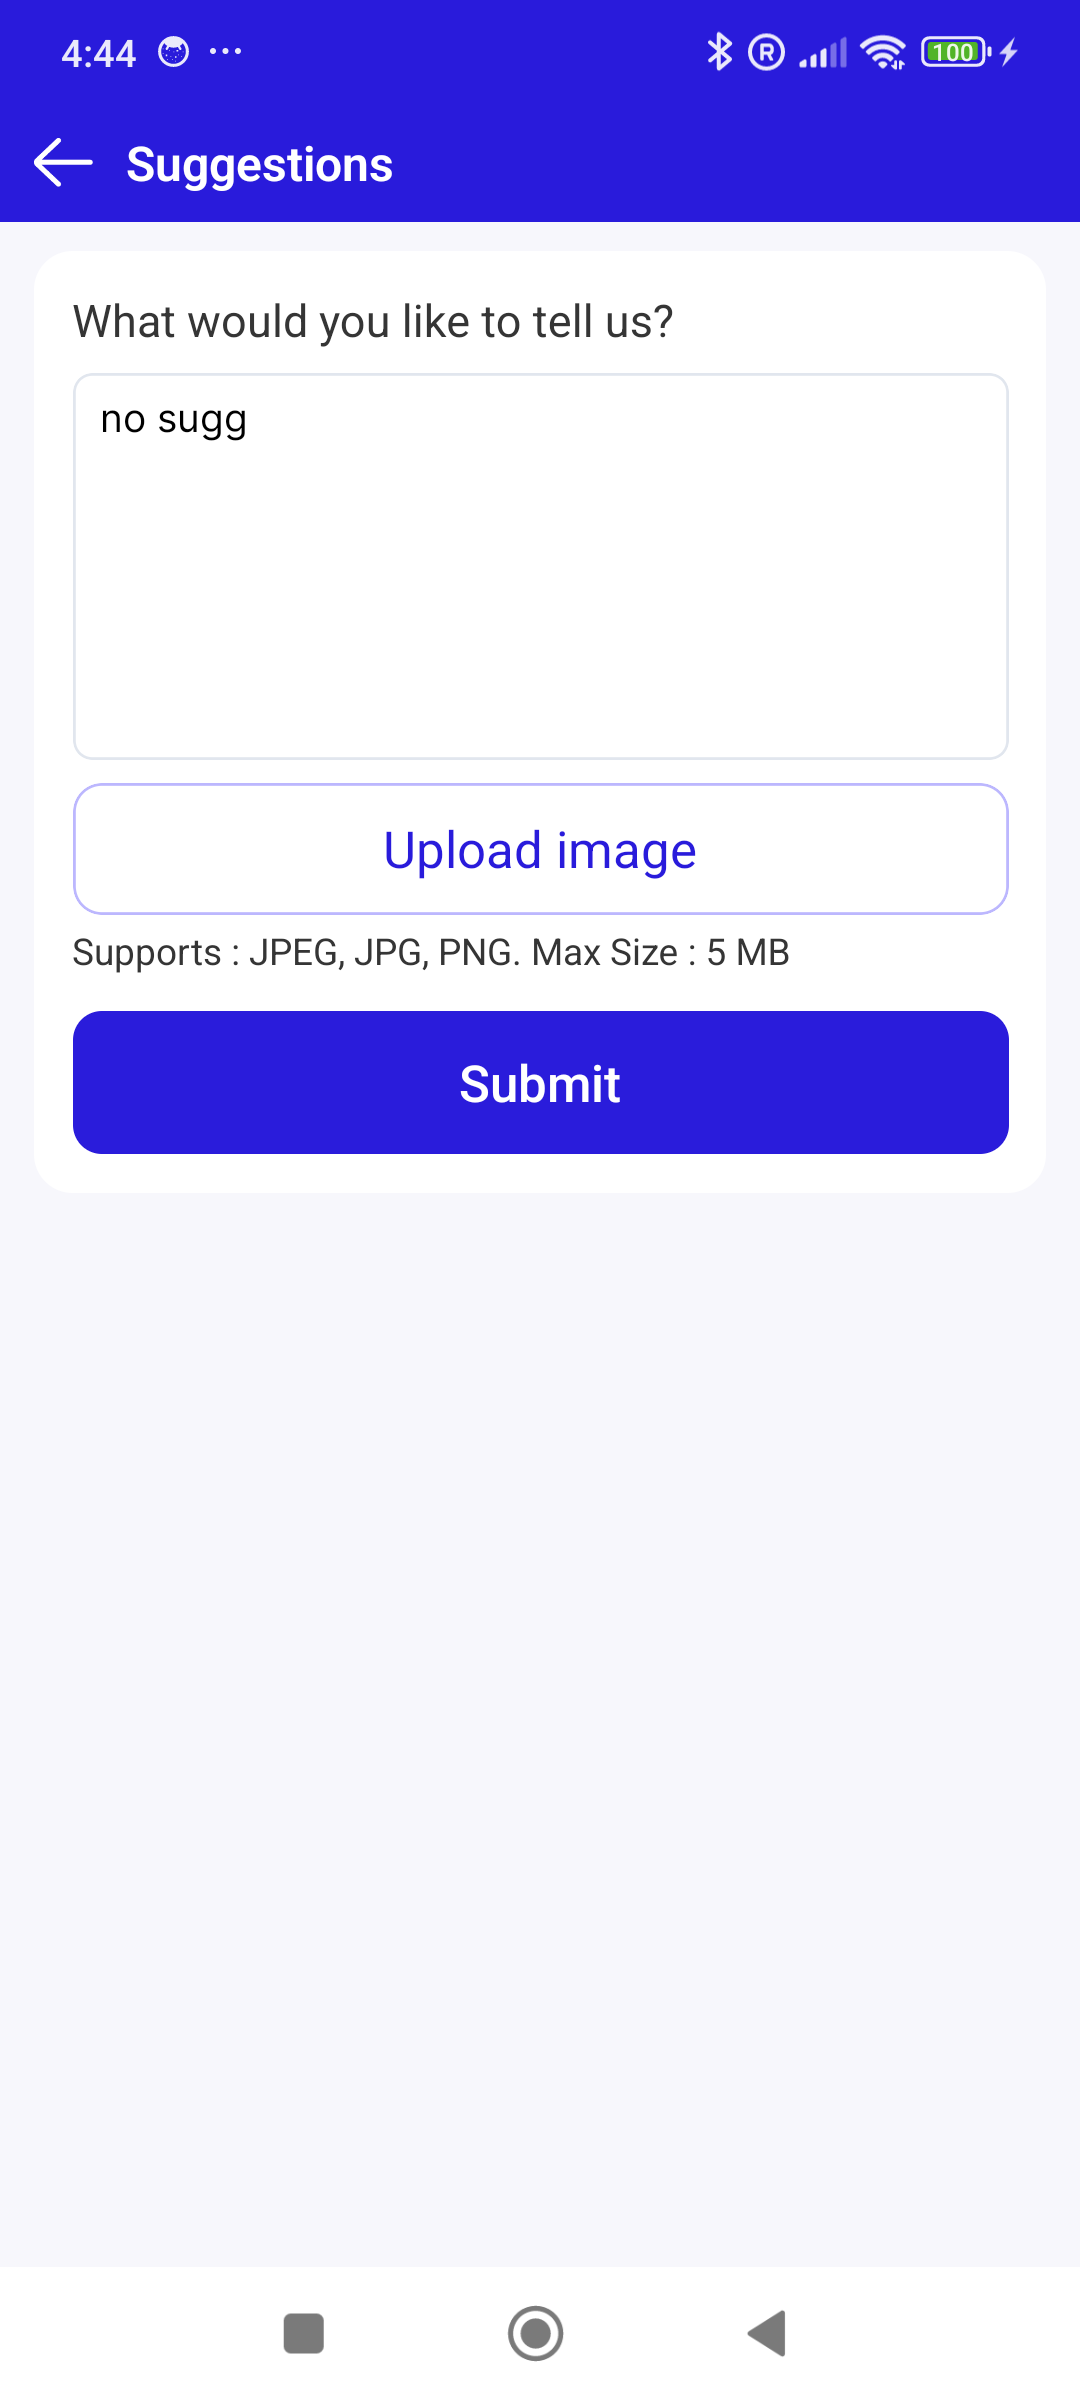 4:44
100
Suggestions
What would you like to tell us?
no sugg
Upload image
Supports : JPEG, JPG, PNG. Max Size : 5 MB
Submit